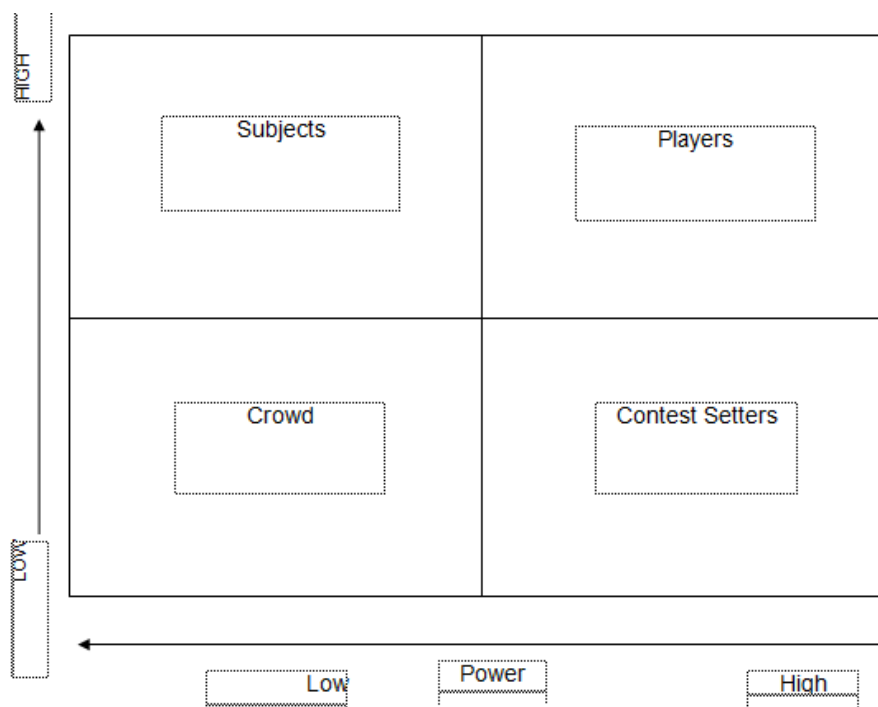 HIGH
Subjects
Players
Crowd
Contest Setters
LOW
Low
Power
High